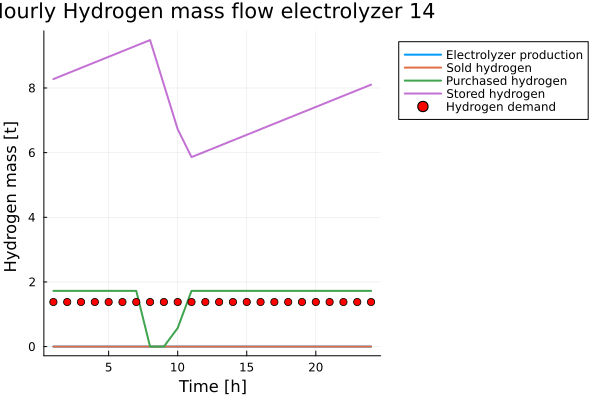 ourly Hydrogen mass flow electrolyzer 14
Electrolyzer production
Sold hydrogen
Purchased hydrogen
Stored hydrogen
Hydrogen demand
Hydrogen mass [t]
8
6
4
2
0
5
10
15
20
Time [h]